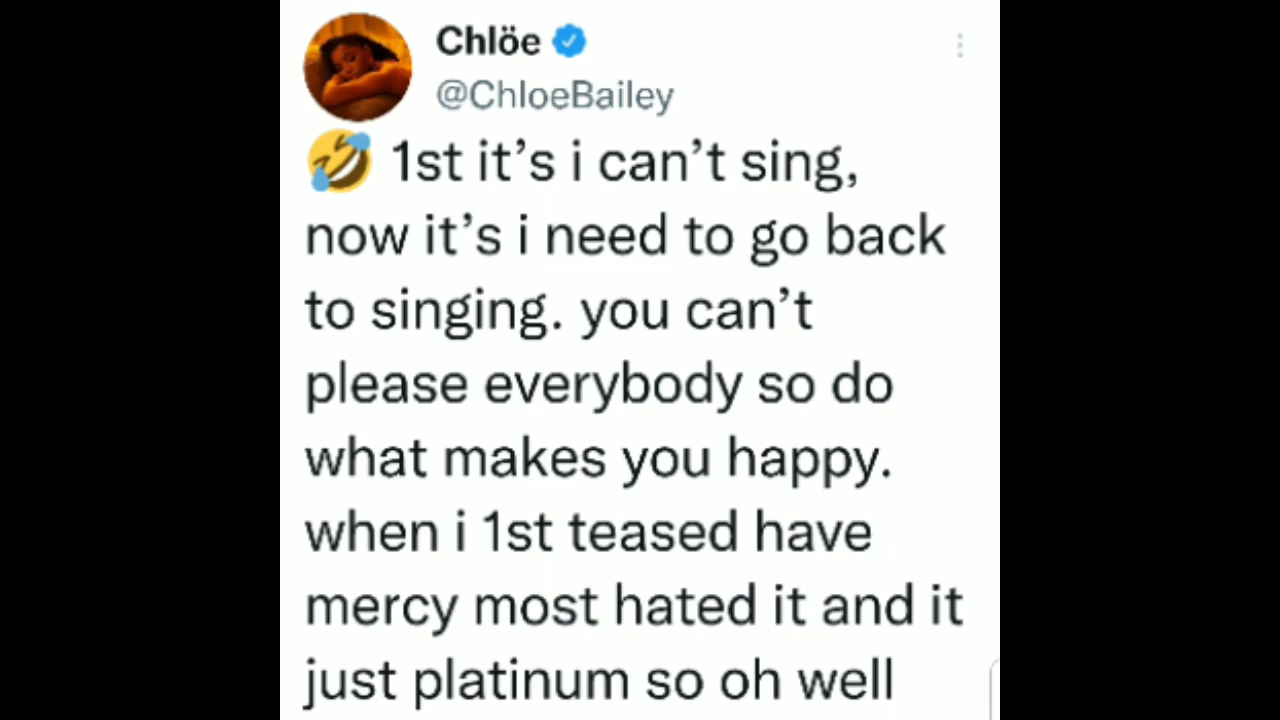 Chlöe
@ChloeBailey
🤣 1st it’s i can’t sing,
now it’s i need to go back
to singing. you can’t
please everybody so do
what makes you happy.
when i 1st teased have
mercy most hated it and it
just platinum so oh well